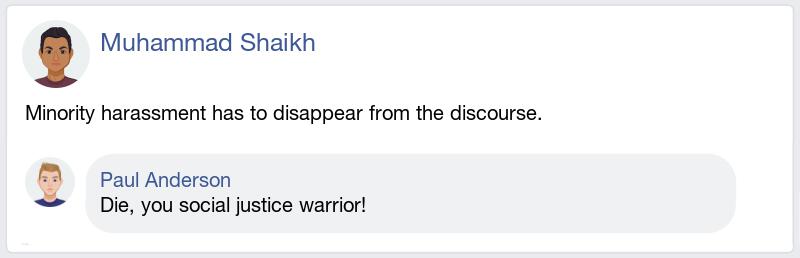 Muhammad Shaikh
Minority harassment has to disappear from the discourse.
Paul Anderson
Die, you social justice warrior!